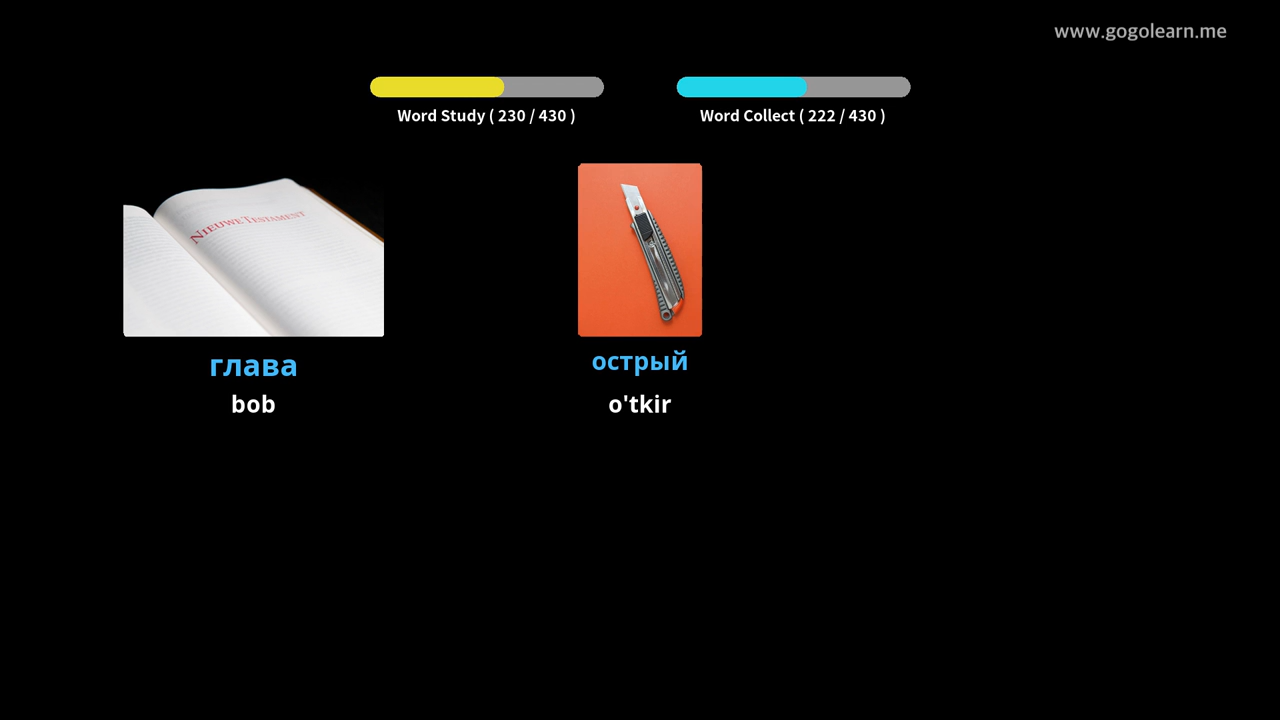 www.gogolearn.me
Word Study ( 230 / 430 )
Word Collect ( 222 / 430 )
NIEUWE TESTAMENT
глава
bob
острый
o'tkir